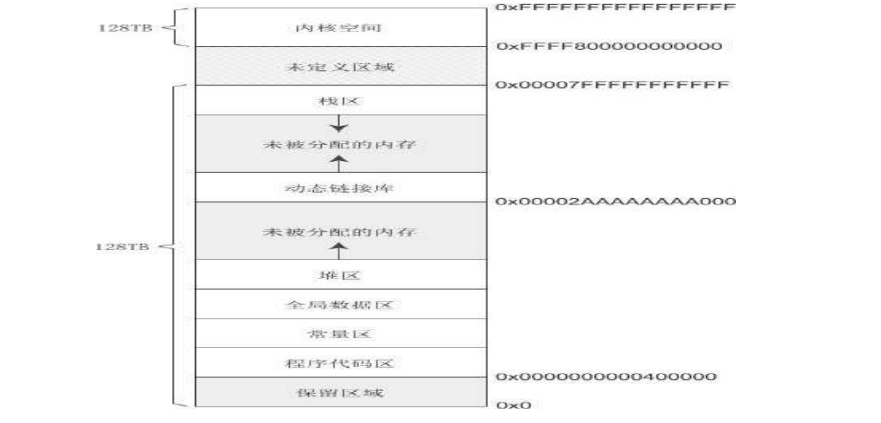 0xFFFFFFFFFFFFFFFF
128TB
内核空间
0xFFFF800000000000
未定义区域
0x00007FFFFFFFFFFF
栈区
未被分配的内存
动态链接库
0x00002AAAAAAAA000
128TB
未被分配的内存
堆区
全局数据区
常量区
程序代码区
0x0000000000400000
保留区域
0x0